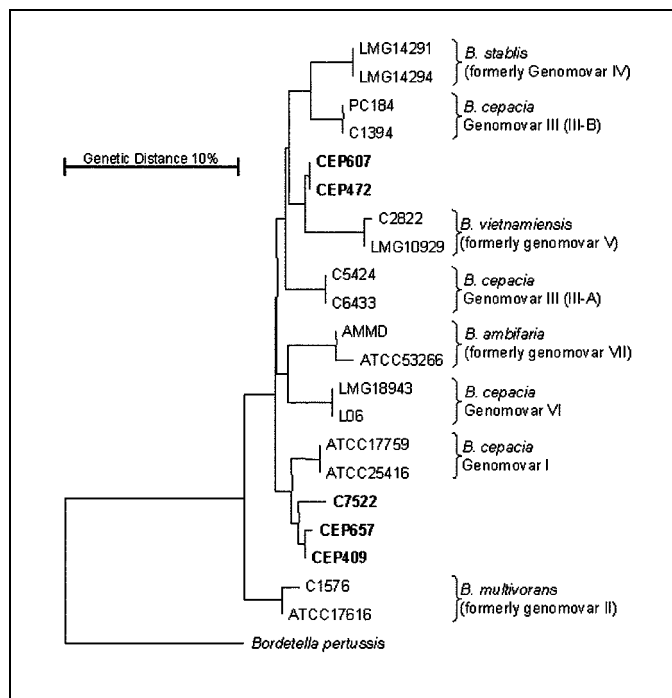 LMG14291
LMG14294
B. stablis
(formerly Genomovar IV)
PC184
C1394
B. cepacia
Genomovar III (III-B)
Genetic Distance 10%
CEP607
CEP472
C2822
LMG10929
B. vietnamiensis
(formerly genomovar V)
C5424
C6433
B. cepacia
Genomovar III (III-A)
AMMD
ATCC53266
B. ambifaria
(formerly genomovar VII)
LMG18943
L06
B. cepacia
Genomovar VI
ATCC17759
ATCC25416
B. cepacia
Genomovar I
C7522
CEP657
CEP409
C1576
ATCC17616
B. multivorans
(formerly genomovar II)
Bordetella pertussis